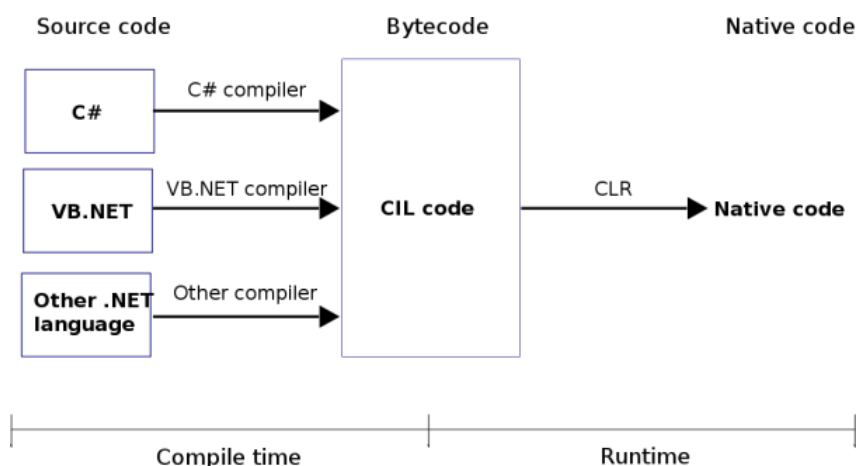 Source code
Bytecode
Native code
C#
C# compiler
VB.NET
VB.NET compiler
CIL code
CLR
Native code
Other .NET
language
Other compiler
Compile time
Runtime